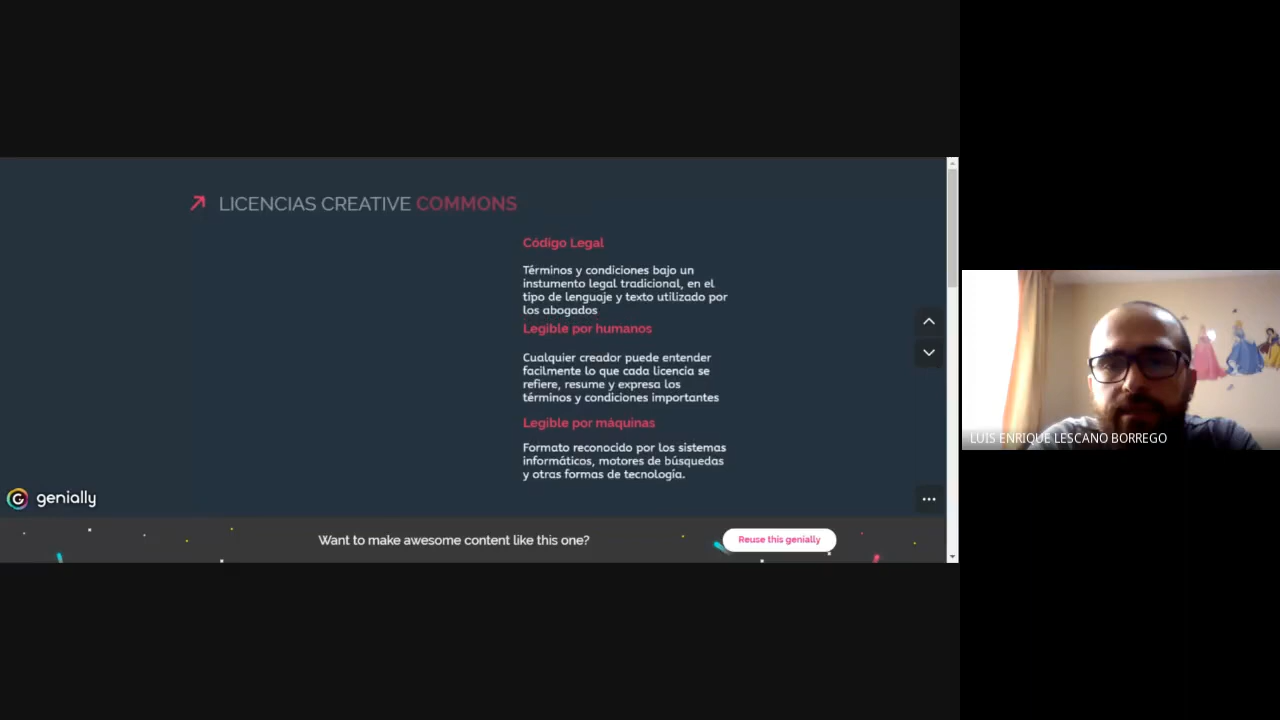 LICENCIAS CREATIVE COMMONS
Código Legal
Términos y condiciones bajo un
instumento legal tradicional, en el
tipo de lenguaje y texto utilizado por
los abogados
Legible por humanos
Cualquier creador puede entender
facilmente lo que cada licencia se
refiere, resume y expresa los
términos y condiciones importantes
Legible por máquinas
Formato reconocido por los sistemas
informáticos, motores de búsquedas
y otras formas de tecnología.
genially
Want to make awesome content like this one?
Reuse this genially
LUIS ENRIQUE LESCANO BORREGO